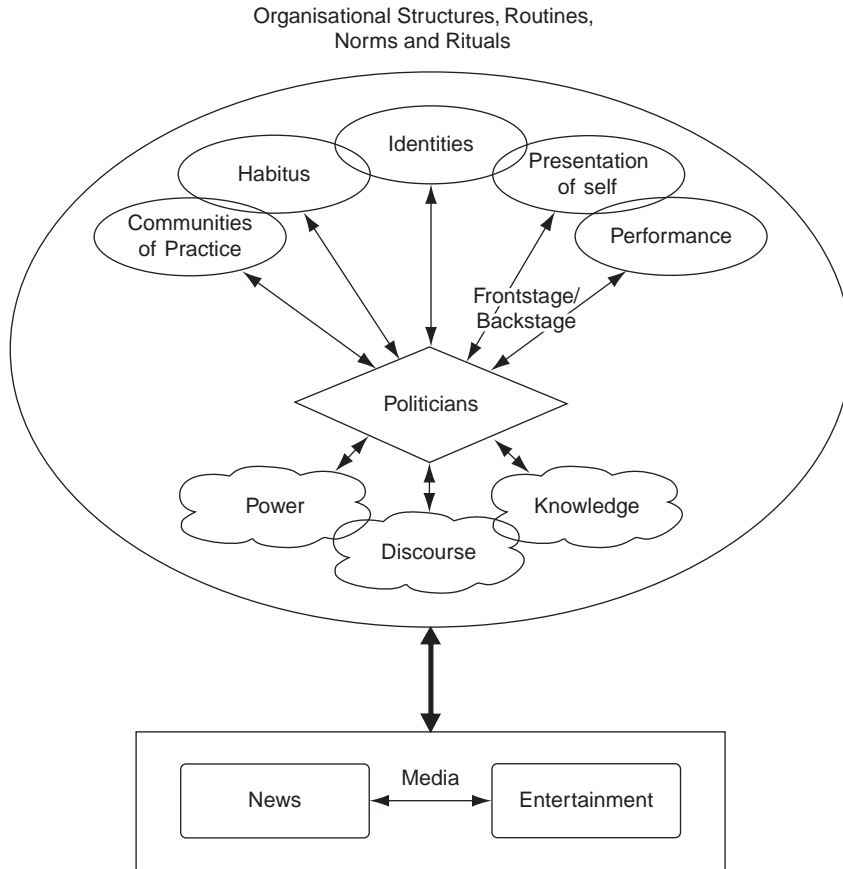 Organisational Structures, Routines,
Norms and Rituals
Identities
Habitus
Presentation
of self
Communities
of Practice
Performance
Frontstage/
Backstage
Politicians
Power
Knowledge
Discourse
Media
News
Entertainment